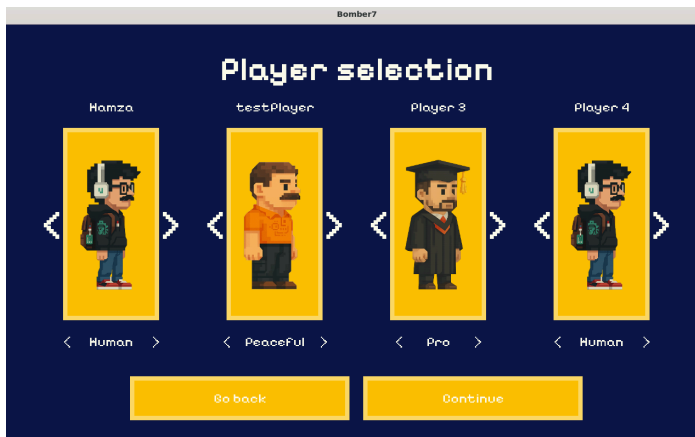 Bomber7
Player selection
Hamza testPlayer Player 3 Player 4
< > < > < > < >
< Human > < Peaceful > < Pro > < Human >
Go back Continue